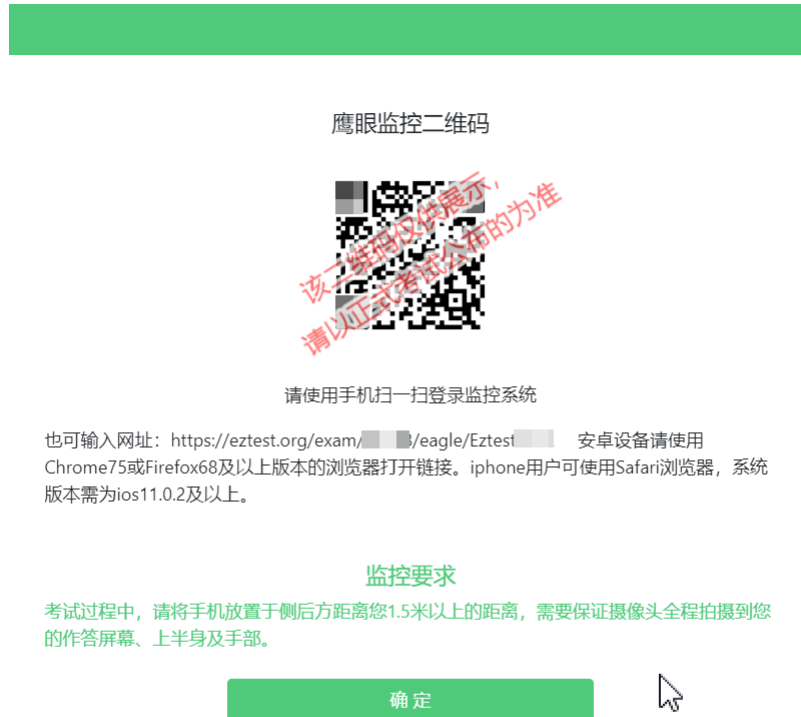 鹰眼监控二维码
该二维码仅供展示，
请以正式考试公布的为准
请使用手机扫一扫登录监控系统
也可输入网址：https://eztest.org/exam/ 3/eagle/Eztest 安卓设备请使用
Chrome75或Firefox68及以上版本的浏览器打开链接。iphone用户可使用Safari浏览器，系统
版本需为ios11.0.2及以上。
监控要求
考试过程中，请将手机放置于侧后方距离您1.5米以上的距离，需要保证摄像头全程拍摄到您
的作答屏幕、上半身及手部。
确定